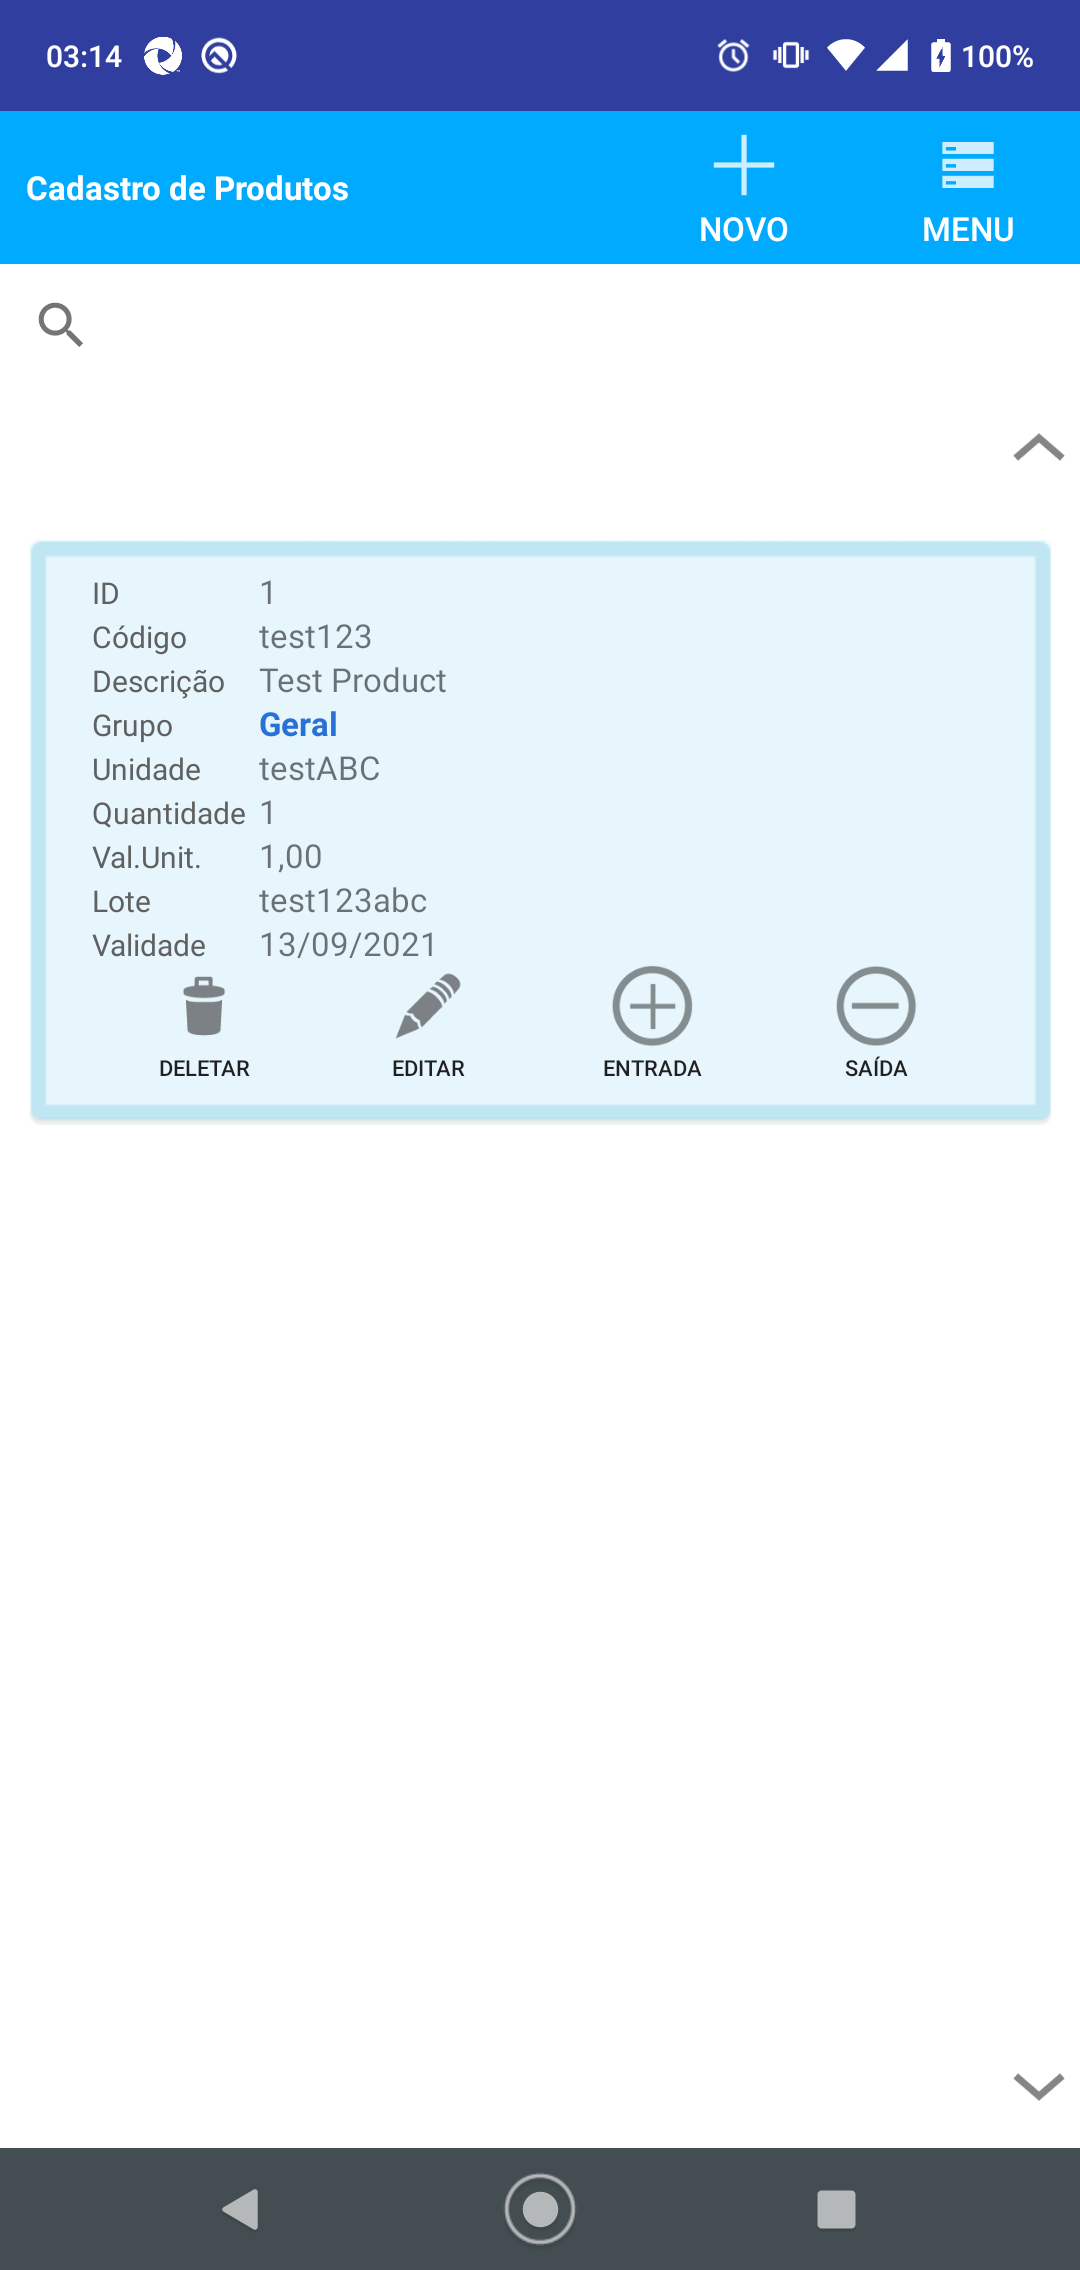 03:14
100%
Cadastro de Produtos
NOVO
MENU
ID 1
Código test123
Descrição Test Product
Grupo Geral
Unidade testABC
Quantidade 1
Val.Unit. 1,00
Lote test123abc
Validade 13/09/2021
DELETAR EDITAR ENTRADA SAÍDA